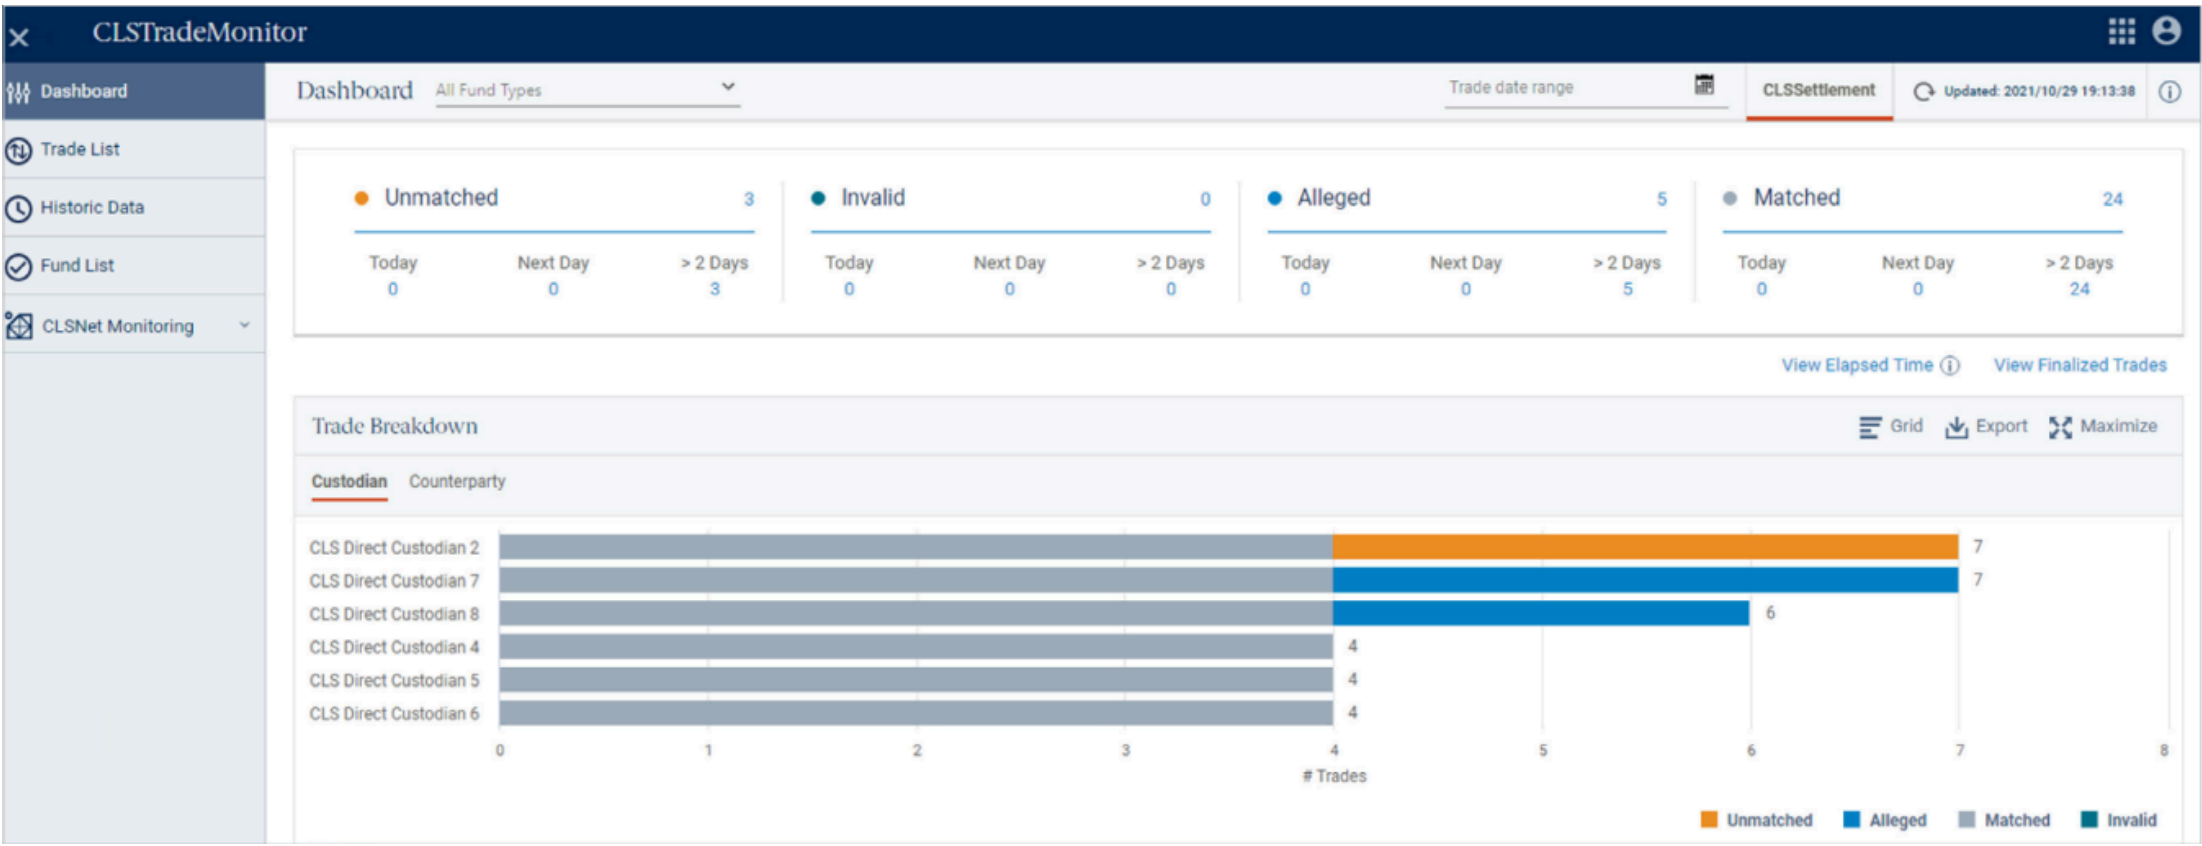 CLSTradeMonitor
Dashboard
Trade List
Historic Data
Fund List
CLSNet Monitoring
Dashboard All Fund Types Trade date range CLSSettlement Updated: 2021/10/29 19:13:38
Unmatched 3 Invalid 0 Alleged 5 Matched 24
Today Next Day > 2 Days Today Next Day > 2 Days Today Next Day > 2 Days Today Next Day > 2 Days
0 0 3 0 0 0 0 0 5 0 0 24
View Elapsed Time View Finalized Trades
Trade Breakdown Grid Export Maximize
Custodian Counterparty
CLS Direct Custodian 2 7
CLS Direct Custodian 7 7
CLS Direct Custodian 8 6
CLS Direct Custodian 4 4
CLS Direct Custodian 5 4
CLS Direct Custodian 6 4
0 1 2 3 4 5 6 7 8
# Trades
Unmatched Alleged Matched Invalid